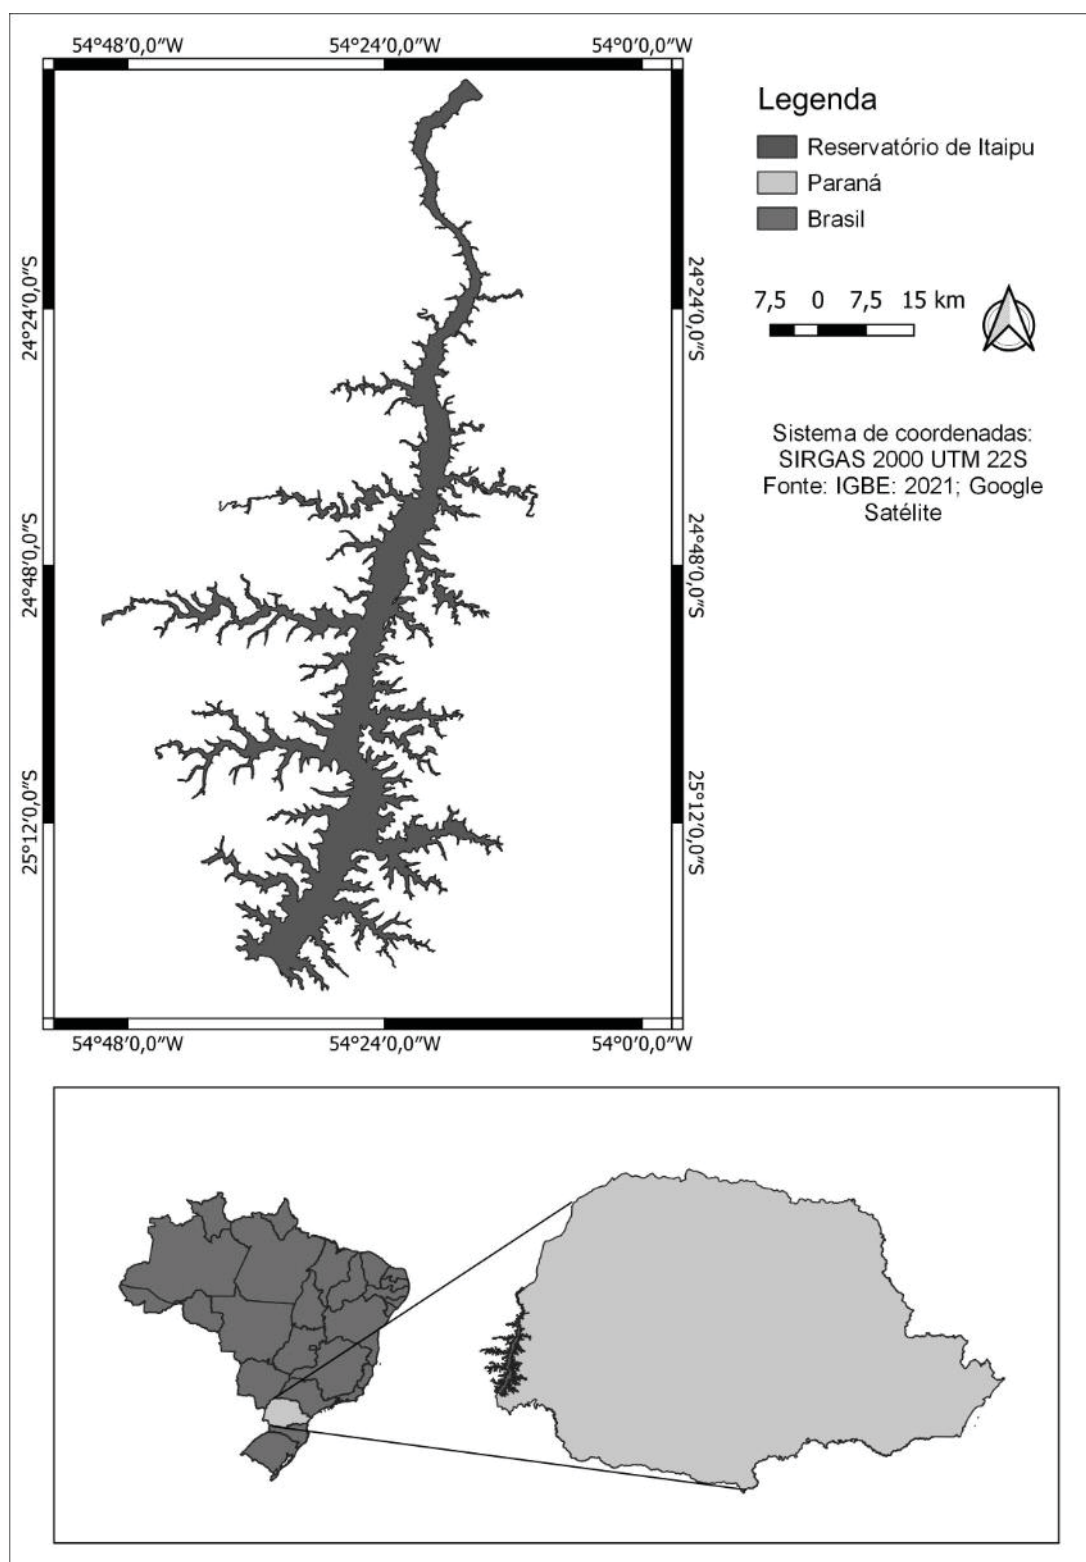 54°48′0,0″W 54°24′0,0″W 54°0′0,0″W
24°24′0,0″S
24°48′0,0″S
25°12′0,0″S
24°24′0,0″S
24°48′0,0″S
25°12′0,0″S
54°48′0,0″W 54°24′0,0″W 54°0′0,0″W
Legenda
Reservatório de Itaipu
Paraná
Brasil
7,5 0 7,5 15 km
Sistema de coordenadas:
SIRGAS 2000 UTM 22S
Fonte: IGBE: 2021; Google
Satélite